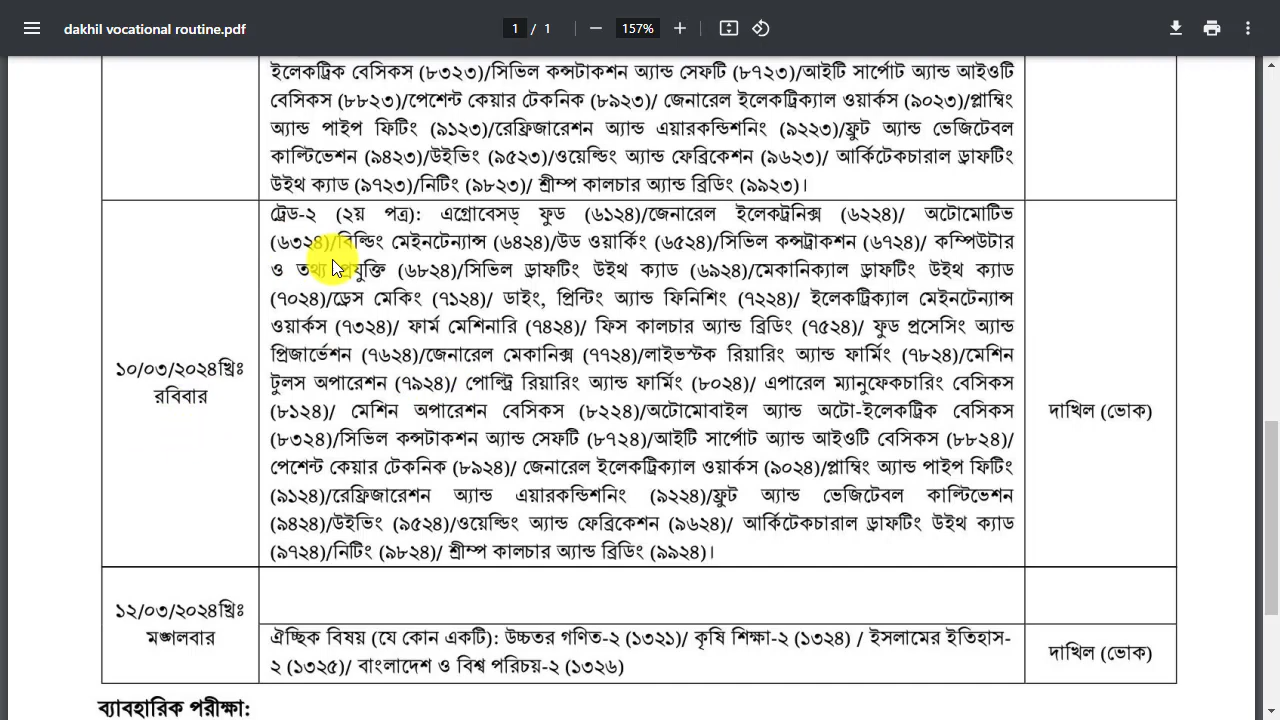 dakhil vocational routine.pdf
1 / 1
157%
ইলেকট্রিক বেসিকস (৮৩২৩)/সিভিল কন্সটাকশন অ্যান্ড সেফটি (৮৭২৩)/আইটি সার্পোট অ্যান্ড আইওটি
বেসিকস (৮৮২৩)/পেশেন্ট কেয়ার টেকনিক (৮৯২৩)/ জেনারেল ইলেকট্রিক্যাল ওয়ার্কস (৯০২৩)/প্লাম্বিং
অ্যান্ড পাইপ ফিটিং (৯১২৩)/রেফ্রিজারেশন অ্যান্ড এয়ারকন্ডিশনিং (৯২২৩)/ফ্রুট অ্যান্ড ভেজিটেবল
কাল্টিভেশন (৯৪২৩)/উইভিং (৯৫২৩)/ওয়েল্ডিং অ্যান্ড ফেব্রিকেশন (৯৬২৩)/ আর্কিটেকচারাল ড্রাফটিং
উইথ ক্যাড (৯৭২৩)/নিটিং (৯৮২৩)/ শ্রীম্প কালচার অ্যান্ড ব্রিডিং (৯৯২৩)।
ট্রেড-২ (২য় পত্র): এগ্রোবেসড্ ফুড (৬১২৪)/জেনারেল ইলেকট্রনিক্স (৬২২৪)/ অটোমোটিভ
(৬৩২৪)/বিল্ডিং মেইনটেন্যান্স (৬৪২৪)/উড ওয়ার্কিং (৬৫২৪)/সিভিল কন্সট্রাকশন (৬৭২৪)/ কম্পিউটার
ও তথ্য প্রযুক্তি (৬৮২৪)/সিভিল ড্রাফটিং উইথ ক্যাড (৬৯২৪)/মেকানিক্যাল ড্রাফটিং উইথ ক্যাড
(৭০২৪)/ড্রেস মেকিং (৭১২৪)/ ডাইং, প্রিন্টিং অ্যান্ড ফিনিশিং (৭২২৪)/ ইলেকট্রিক্যাল মেইনটেন্যান্স
ওয়ার্কস (৭৩২৪)/ ফার্ম মেশিনারি (৭৪২৪)/ ফিস কালচার অ্যান্ড ব্রিডিং (৭৫২৪)/ ফুড প্রসেসিং অ্যান্ড
প্রিজার্ভেশন (৭৬২৪)/জেনারেল মেকানিক্স (৭৭২৪)/লাইভস্টক রিয়ারিং অ্যান্ড ফার্মিং (৭৮২৪)/মেশিন
টুলস অপারেশন (৭৯২৪)/ পোল্ট্রি রিয়ারিং অ্যান্ড ফার্মিং (৮০২৪)/ এপারেল ম্যানুফেকচারিং বেসিকস
(৮১২৪)/ মেশিন অপারেশন বেসিকস (৮২২৪)/অটোমোবাইল অ্যান্ড অটো-ইলেকট্রিক বেসিকস
(৮৩২৪)/সিভিল কন্সটাকশন অ্যান্ড সেফটি (৮৭২৪)/আইটি সার্পোট অ্যান্ড আইওটি বেসিকস (৮৮২৪)/
পেশেন্ট কেয়ার টেকনিক (৮৯২৪)/ জেনারেল ইলেকট্রিক্যাল ওয়ার্কস (৯০২৪)/প্লাম্বিং অ্যান্ড পাইপ ফিটিং
(৯১২৪)/রেফ্রিজারেশন অ্যান্ড এয়ারকন্ডিশনিং (৯২২৪)/ফ্রুট অ্যান্ড ভেজিটেবল কাল্টিভেশন
(৯৪২৪)/উইভিং (৯৫২৪)/ওয়েল্ডিং অ্যান্ড ফেব্রিকেশন (৯৬২৪)/ আর্কিটেকচারাল ড্রাফটিং উইথ ক্যাড
(৯৭২৪)/নিটিং (৯৮২৪)/ শ্রীম্প কালচার অ্যান্ড ব্রিডিং (৯৯২৪)।
১০/০৩/২০২৪খ্রিঃ
রবিবার
দাখিল (ভোক)
১২/০৩/২০২৪খ্রিঃ
মঙ্গলবার
ঐচ্ছিক বিষয় (যে কোন একটি): উচ্চতর গণিত-২ (১৩২১)/ কৃষি শিক্ষা-২ (১৩২৪) / ইসলামের ইতিহাস-
২ (১৩২৫)/ বাংলাদেশ ও বিশ্ব পরিচয়-২ (১৩২৬)
দাখিল (ভোক)
ব্যাবহারিক পরীক্ষা: